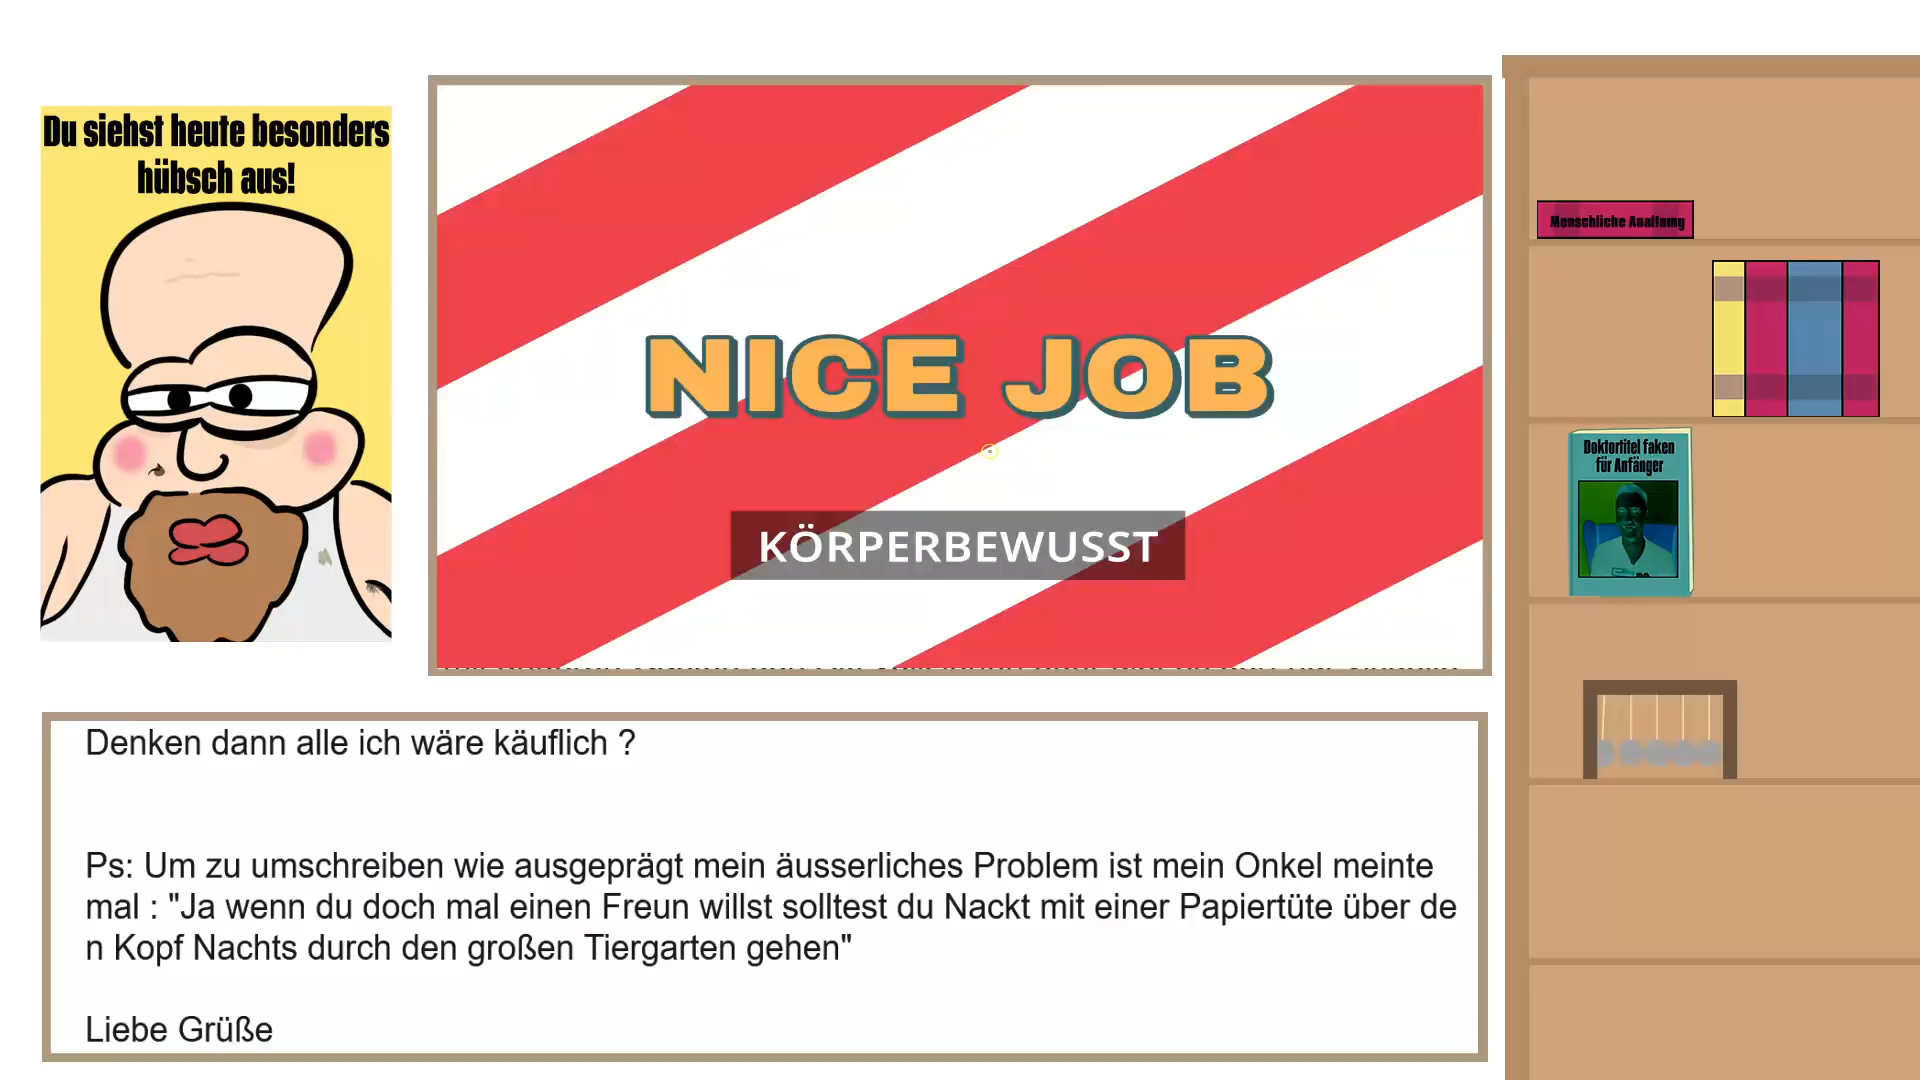 Du siehst heute besonders
hübsch aus!
NICE JOB
KÖRPERBEWUSST
Menschliche Anattomy
Doktortitel faken
für Anfänger
Denken dann alle ich wäre käuflich ?
Ps: Um zu umschreiben wie ausgeprägt mein äusserliches Problem ist mein Onkel meinte
mal : "Ja wenn du doch mal einen Freun willst solltest du Nackt mit einer Papiertüte über de
n Kopf Nachts durch den großen Tiergarten gehen"
Liebe Grüße